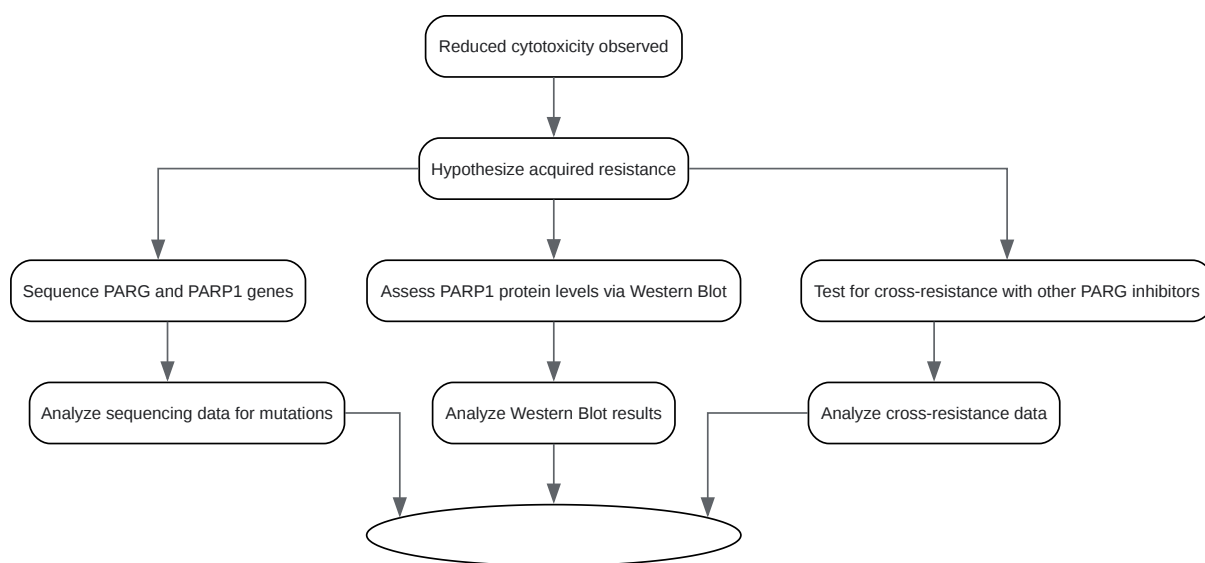 Reduced cytotoxicity observed
Hypothesize acquired resistance
Sequence PARG and PARP1 genes
Assess PARP1 protein levels via Western Blot
Test for cross-resistance with other PARG inhibitors
Analyze sequencing data for mutations
Analyze Western Blot results
Analyze cross-resistance data